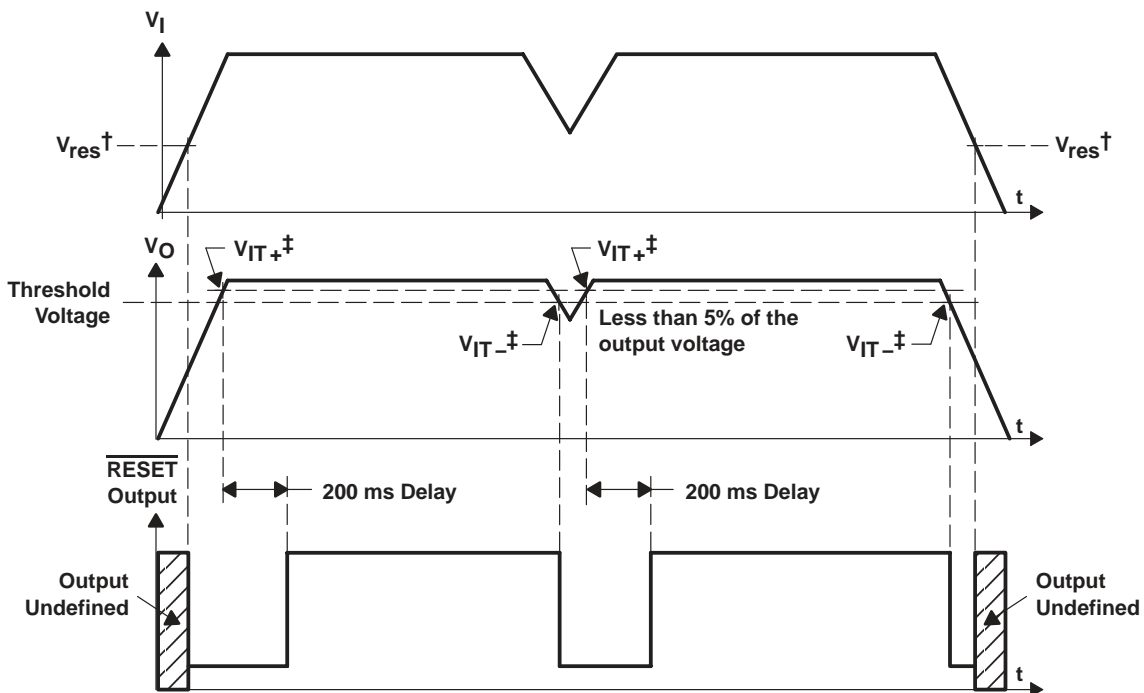 VI
Vres†
Vres†
t
VO
VIT+‡
VIT+‡
Threshold
Voltage
Less than 5% of the
output voltage
VIT–‡
VIT–‡
t
RESET
Output
200 ms Delay
200 ms Delay
Output
Undefined
Output
Undefined
t